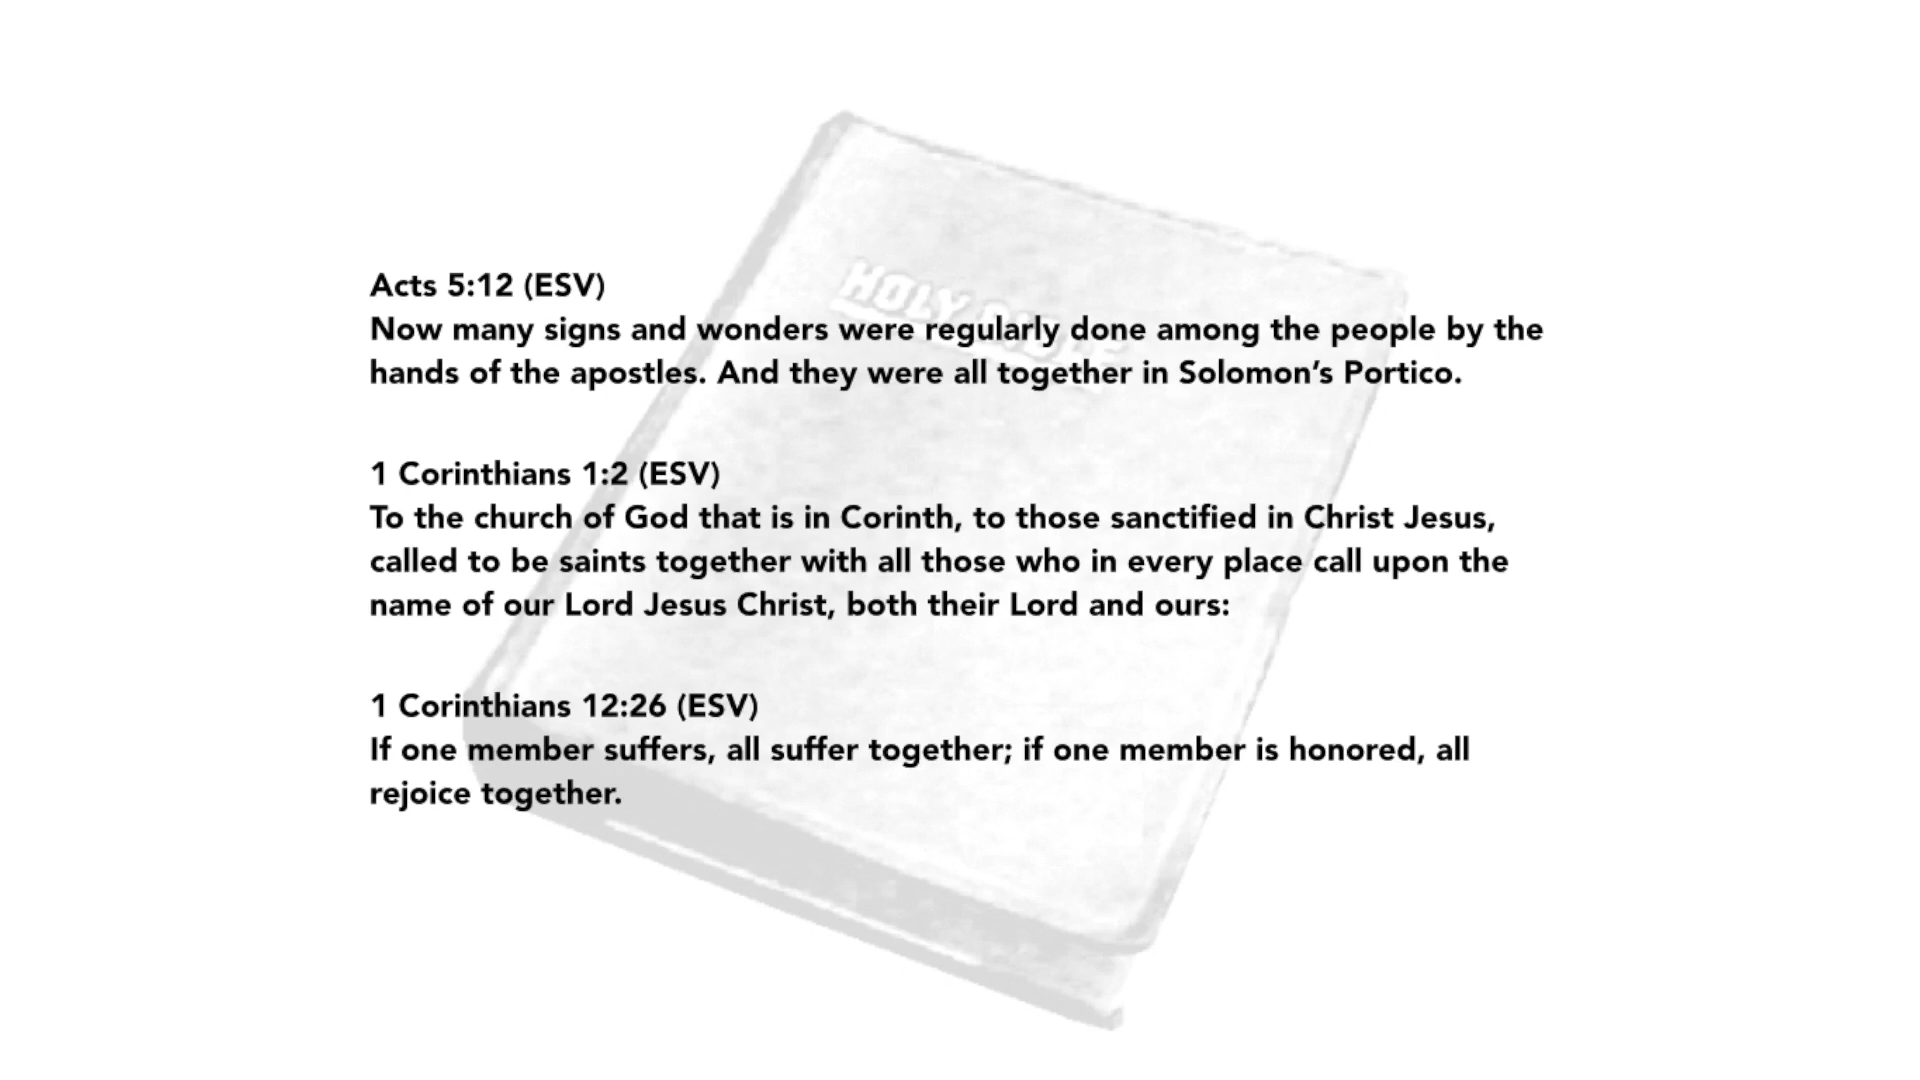 HOLY BIBLE
Acts 5:12 (ESV)
Now many signs and wonders were regularly done among the people by the
hands of the apostles. And they were all together in Solomon’s Portico.
1 Corinthians 1:2 (ESV)
To the church of God that is in Corinth, to those sanctified in Christ Jesus,
called to be saints together with all those who in every place call upon the
name of our Lord Jesus Christ, both their Lord and ours:
1 Corinthians 12:26 (ESV)
If one member suffers, all suffer together; if one member is honored, all
rejoice together.